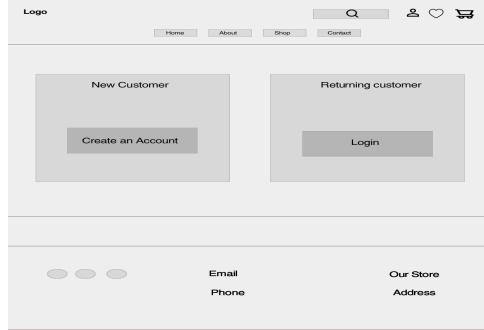 Logo
Home About Shop Contact
New Customer
Returning customer
Create an Account
Login
Email
Our Store
Phone
Address